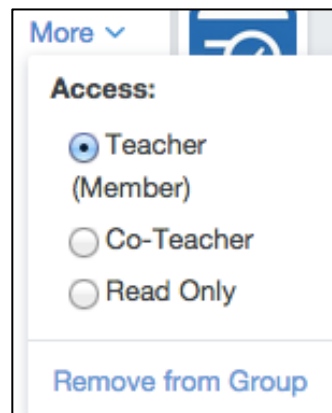 More
Access:
Teacher
(Member)
Co-Teacher
Read Only
Remove from Group